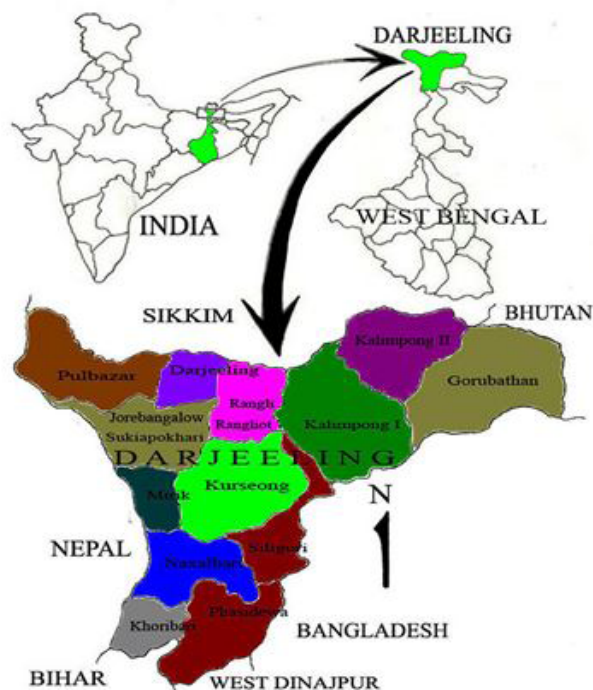 DARJEELING
INDIA
WEST BENGAL
SIKKIM
BHUTAN
Kalimpong II
Pulbazar
Darjeeling
Gorubathan
Rangli
Rangliot
Jorebangalow
Sukiapokhari
Kalimpong I
DARJEELING
Mirik
Kurseong
N
NEPAL
Siliguri
Naxalbari
Phansidewa
Khoribari
BANGLADESH
BIHAR
WEST DINAJPUR